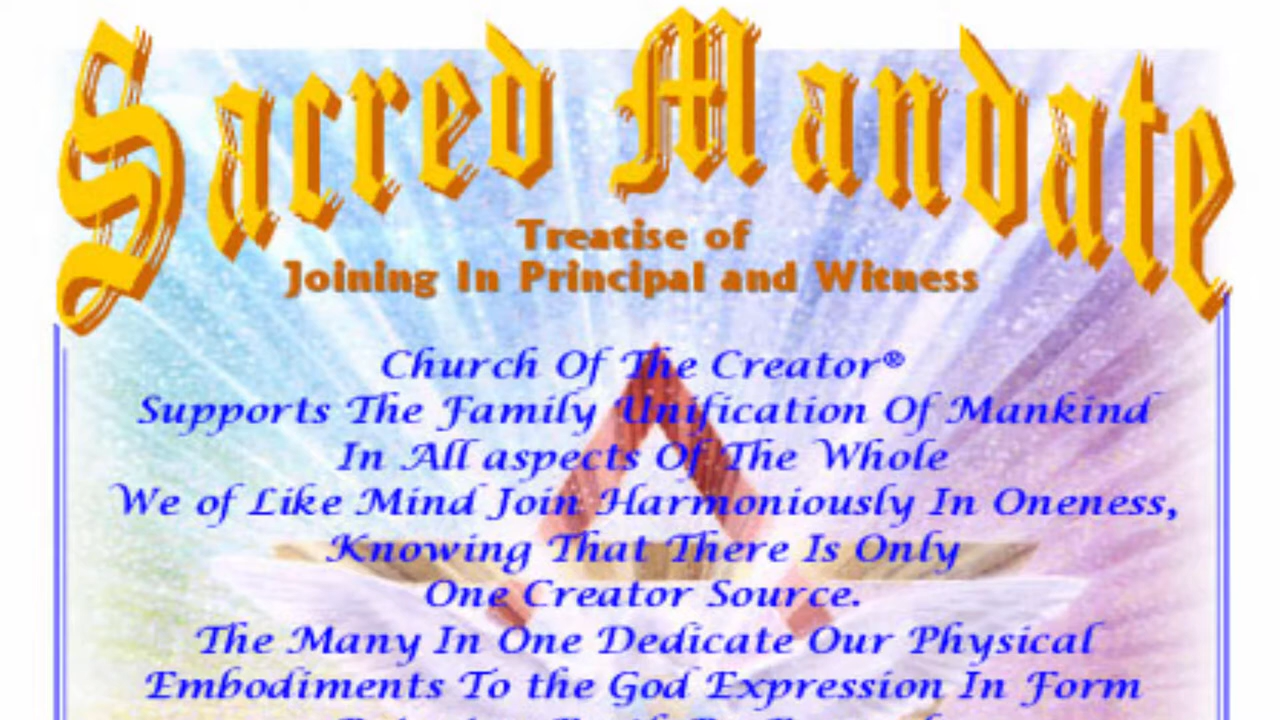 Sacred Mandate
Treatise of
Joining In Principal and Witness
Church Of The Creator®
Supports The Family Unification Of Mankind
In All aspects Of The Whole
We of Like Mind Join Harmoniously In Oneness,
Knowing That There Is Only
One Creator Source.
The Many In One Dedicate Our Physical
Embodiments To the God Expression In Form